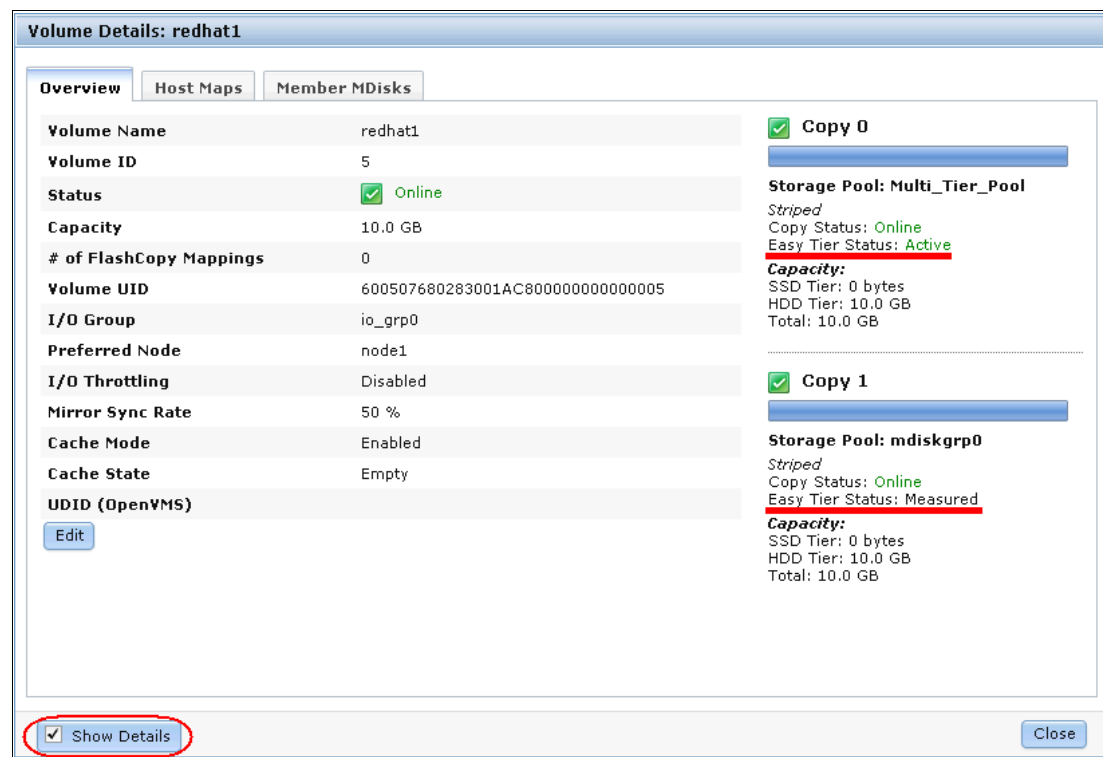 Volume Details: redhat1
Overview
Host Maps
Member MDisks
Volume Name redhat1
Volume ID 5
Status Online
Capacity 10.0 GB
# of FlashCopy Mappings 0
Volume UID 600507680283001AC800000000000005
I/O Group io_grp0
Preferred Node node1
I/O Throttling Disabled
Mirror Sync Rate 50 %
Cache Mode Enabled
Cache State Empty
UDID (OpenVMS)
Edit
Copy 0
Storage Pool: Multi_Tier_Pool
Striped
Copy Status: Online
Easy Tier Status: Active
Capacity:
SSD Tier: 0 bytes
HDD Tier: 10.0 GB
Total: 10.0 GB
Copy 1
Storage Pool: mdiskgrp0
Striped
Copy Status: Online
Easy Tier Status: Measured
Capacity:
SSD Tier: 0 bytes
HDD Tier: 10.0 GB
Total: 10.0 GB
Show Details
Close